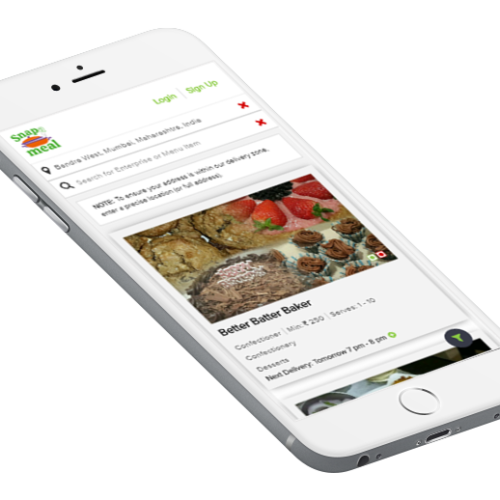 Login | Sign Up
Snap
meal
Bandra West, Mumbai, Maharashtra, India
Search for Enterprise or Menu Item
NOTE: To ensure your address is within our delivery zone,
enter a precise location (or full address)
Better Batter Baker
Confectioner | Min ₹ 250 | Serves: 1 - 10
Confectionery
Desserts
Next Delivery: Tomorrow 7 pm - 8 pm